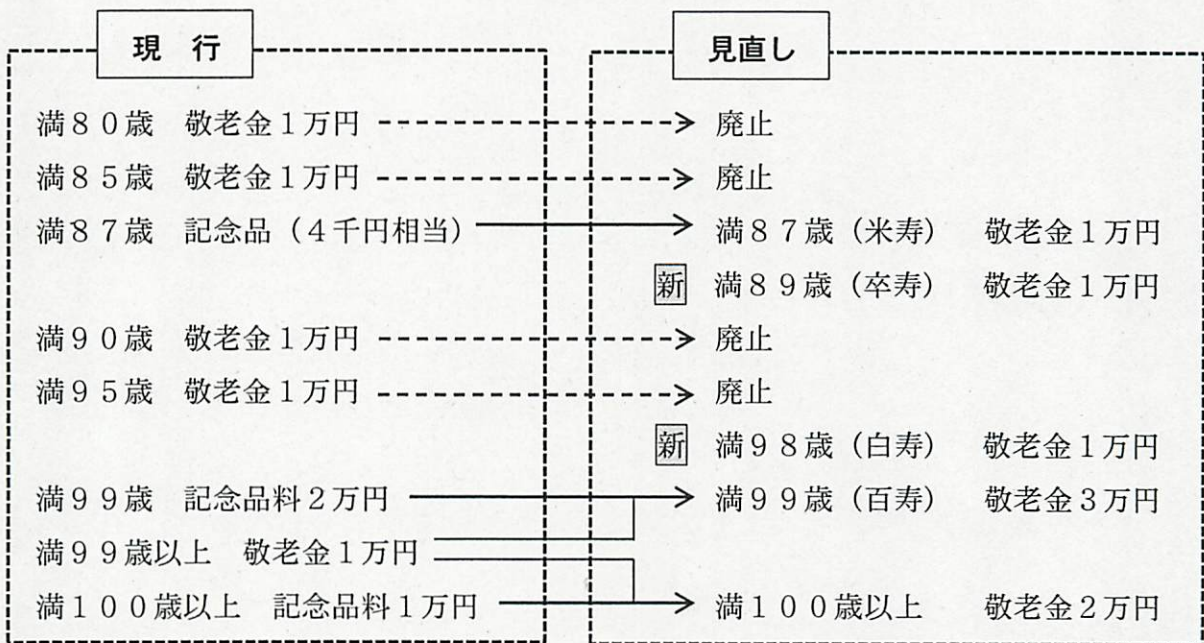 現 行
満８０歳 敬老金１万円
満８５歳 敬老金１万円
満８７歳 記念品（４千円相当）
満９０歳 敬老金１万円
満９５歳 敬老金１万円
満９９歳 記念品料２万円
満９９歳以上 敬老金１万円
満１００歳以上 記念品料１万円
見直し
廃止
廃止
満８７歳（米寿） 敬老金１万円
新 満８９歳（卒寿） 敬老金１万円
廃止
廃止
新 満９８歳（白寿） 敬老金１万円
満９９歳（百寿） 敬老金３万円
満１００歳以上 敬老金２万円